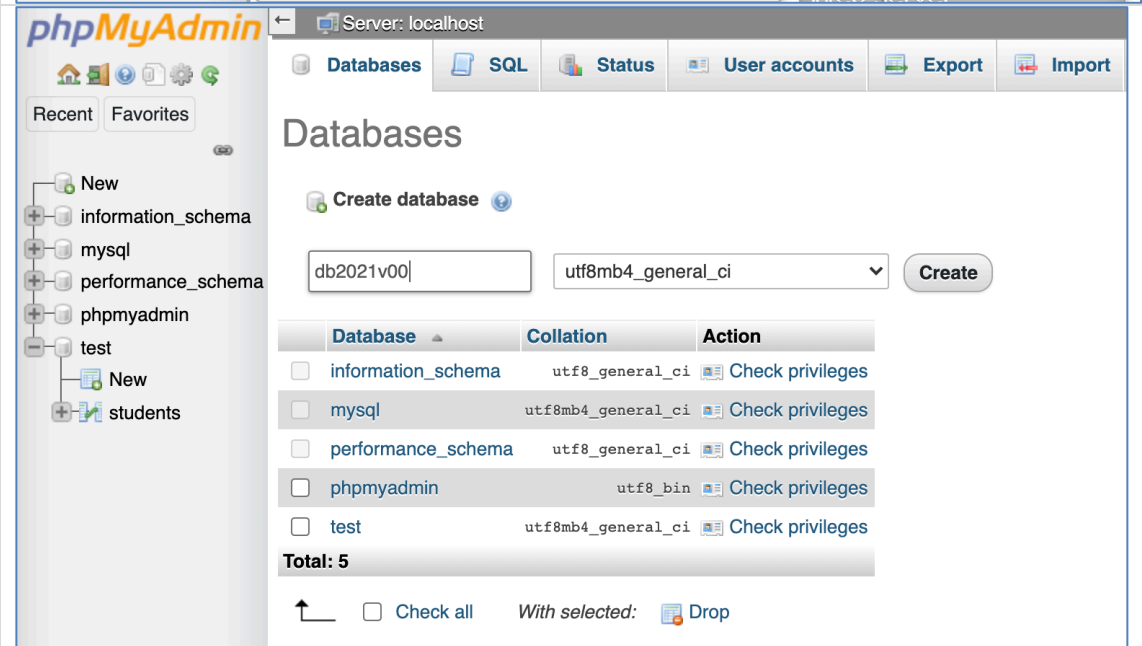 phpMyAdmin
Recent Favorites
New
information_schema
mysql
performance_schema
phpmyadmin
test
New
students
Server: localhost
Databases SQL Status User accounts Export Import
Databases
Create database
db2021v00 utf8mb4_general_ci Create
Database Collation Action
information_schema utf8_general_ci Check privileges
mysql utf8mb4_general_ci Check privileges
performance_schema utf8_general_ci Check privileges
phpmyadmin utf8_bin Check privileges
test utf8mb4_general_ci Check privileges
Total: 5
Check all With selected: Drop